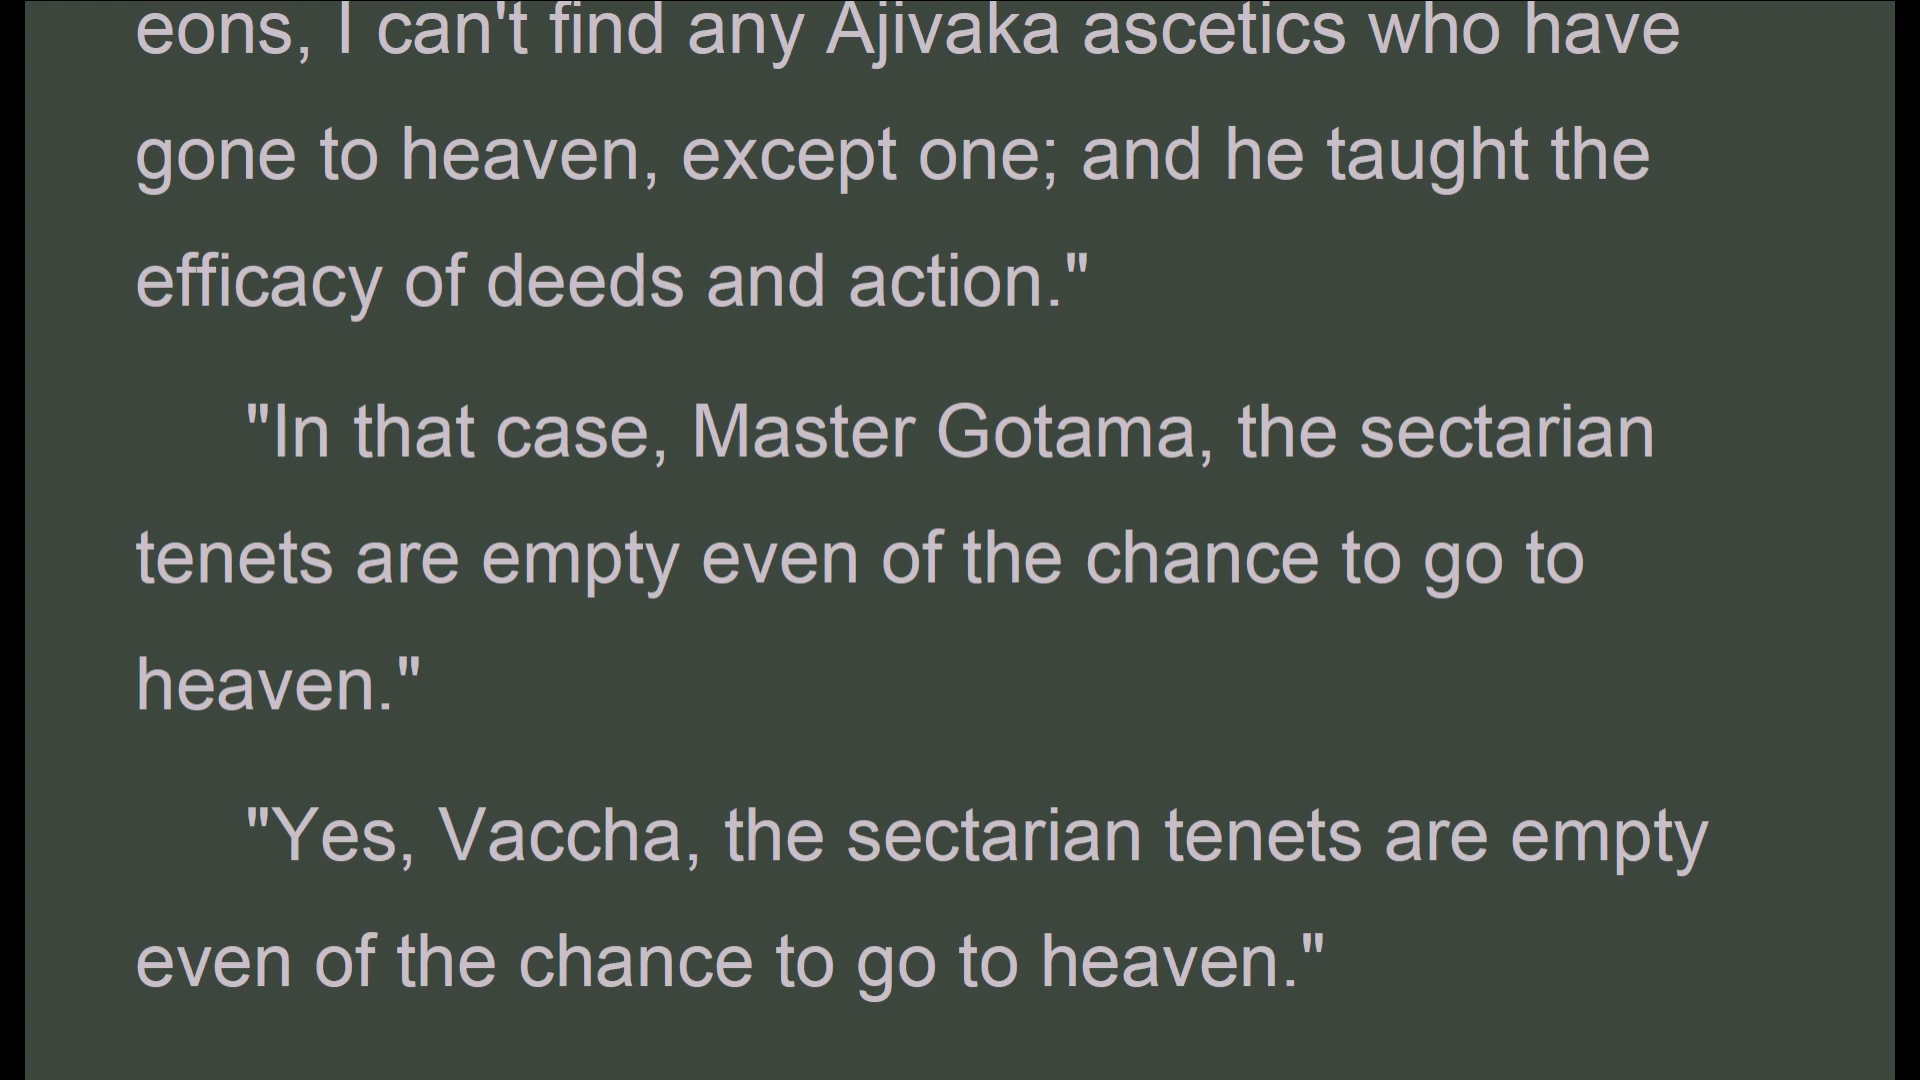 eons, I can't find any Ajivaka ascetics who have
gone to heaven, except one; and he taught the
efficacy of deeds and action."
"In that case, Master Gotama, the sectarian
tenets are empty even of the chance to go to
heaven."
"Yes, Vaccha, the sectarian tenets are empty
even of the chance to go to heaven."